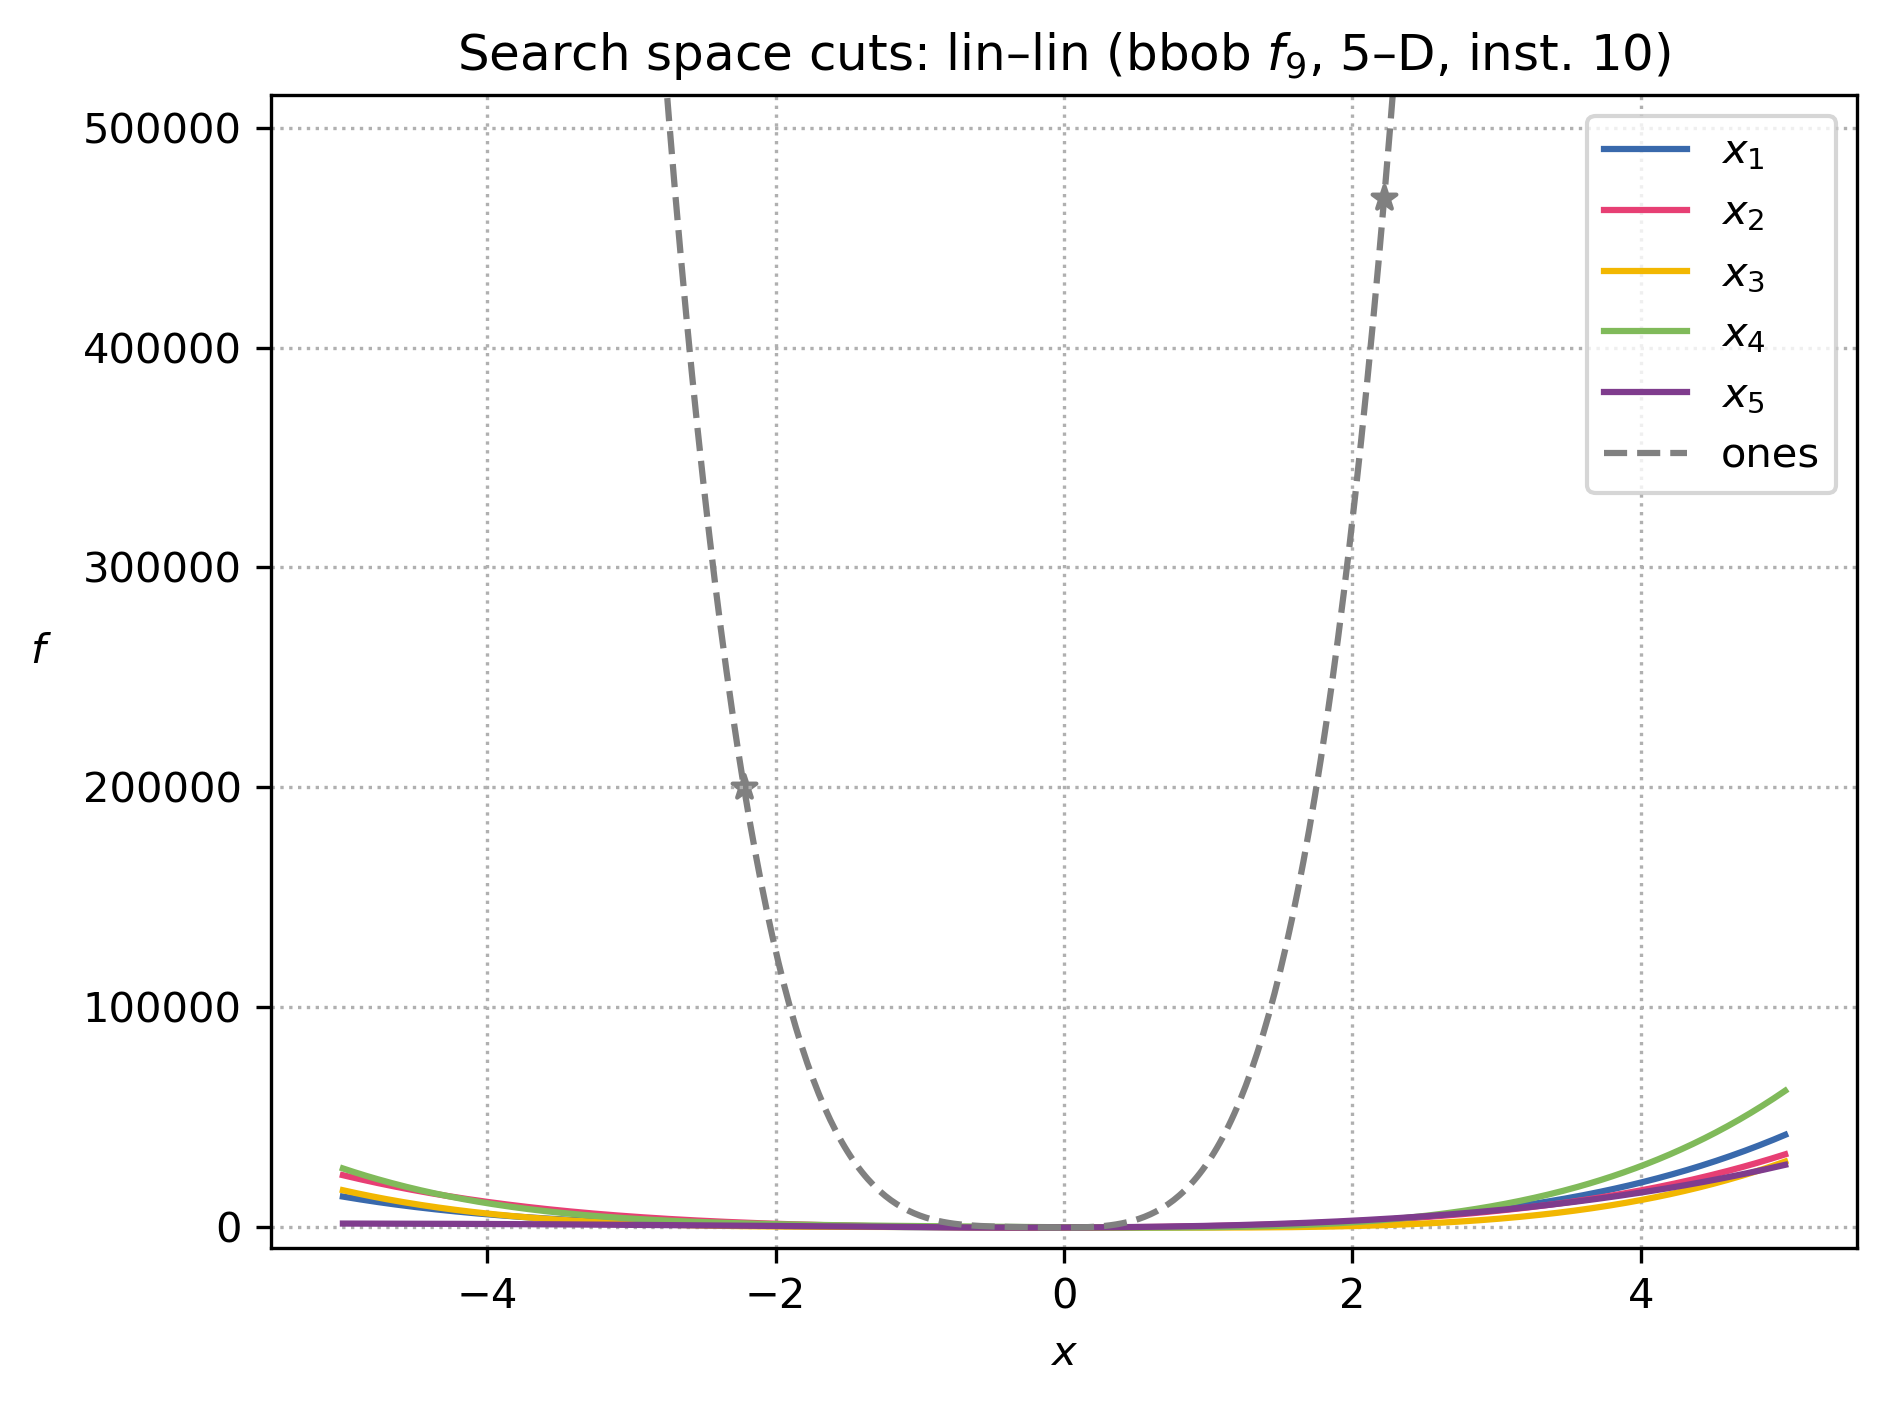 Search space cuts: lin–lin (bbob f₉, 5–D, inst. 10)
500000
400000
300000
200000
100000
0
f
−4
−2
0
2
4
x
x₁
x₂
x₃
x₄
x₅
ones